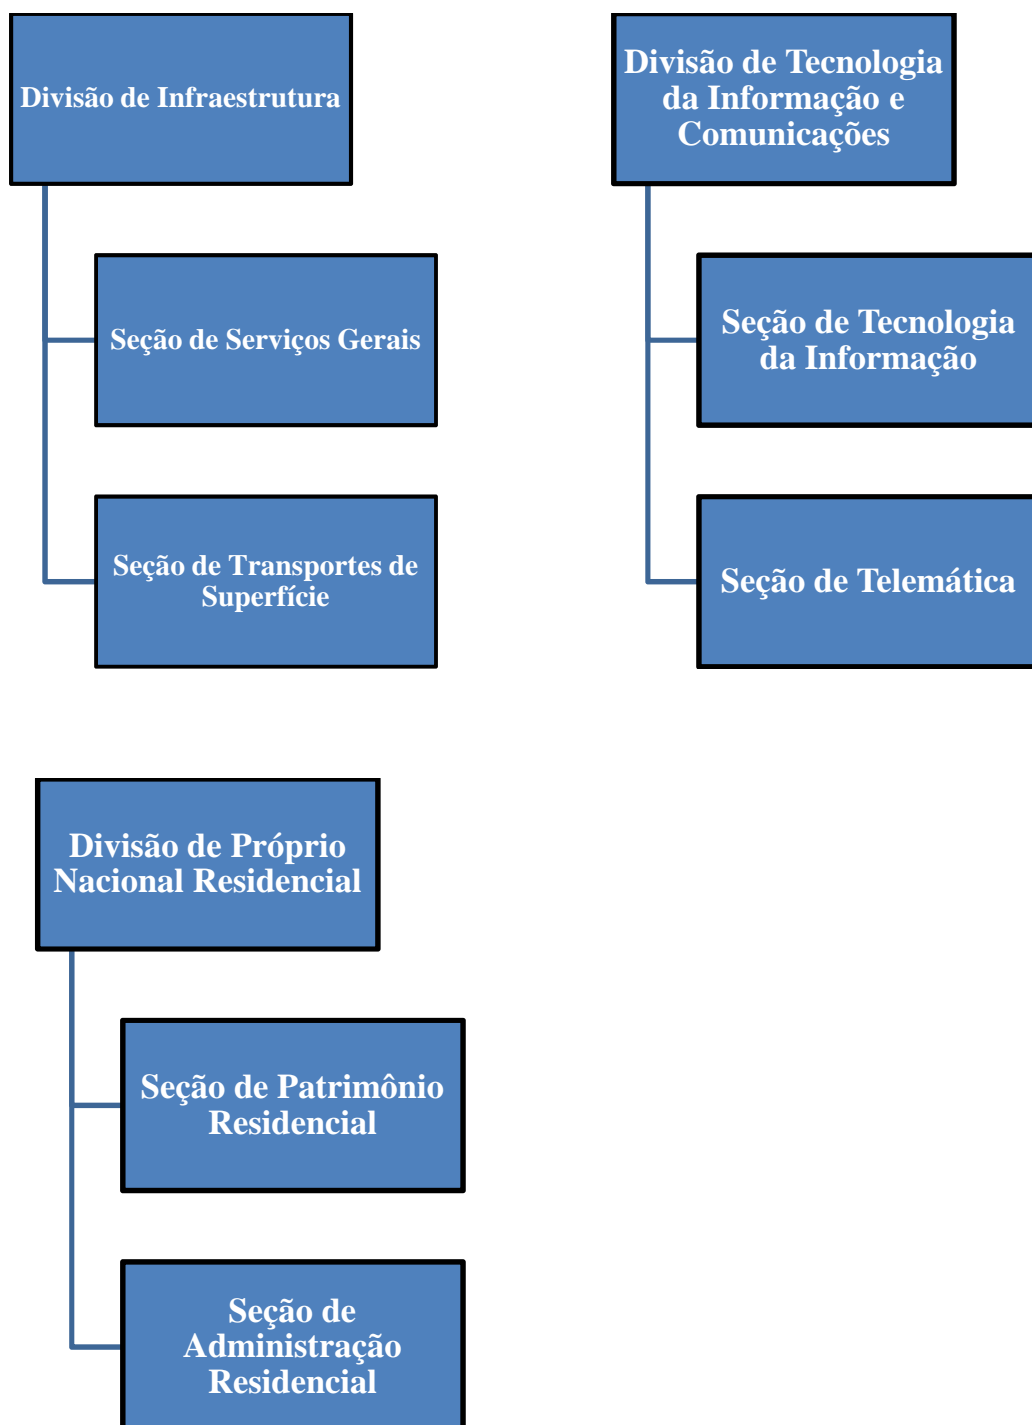 Divisão de Infraestrutura
Seção de Serviços Gerais
Seção de Transportes de
Superfície
Divisão de Tecnologia
da Informação e
Comunicações
Seção de Tecnologia
da Informação
Seção de Telemática
Divisão de Próprio
Nacional Residencial
Seção de Patrimônio
Residencial
Seção de
Administração
Residencial